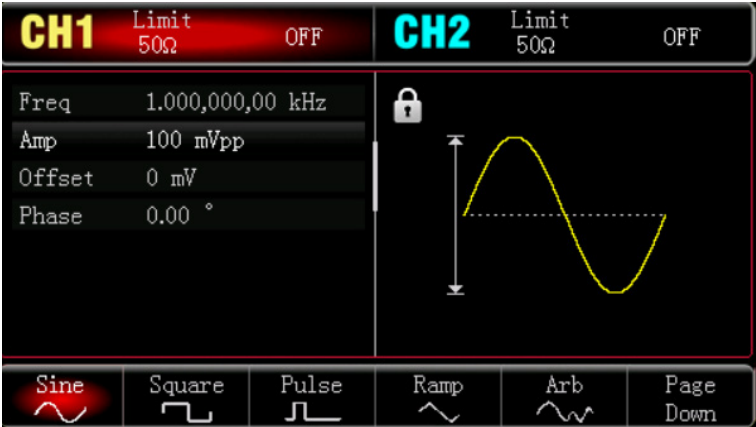 CH1 Limit 50Ω OFF
CH2 Limit 50Ω OFF
Freq 1.000,000,00 kHz
Amp 100 mVpp
Offset 0 mV
Phase 0.00 °
Sine
Square
Pulse
Ramp
Arb
Page Down